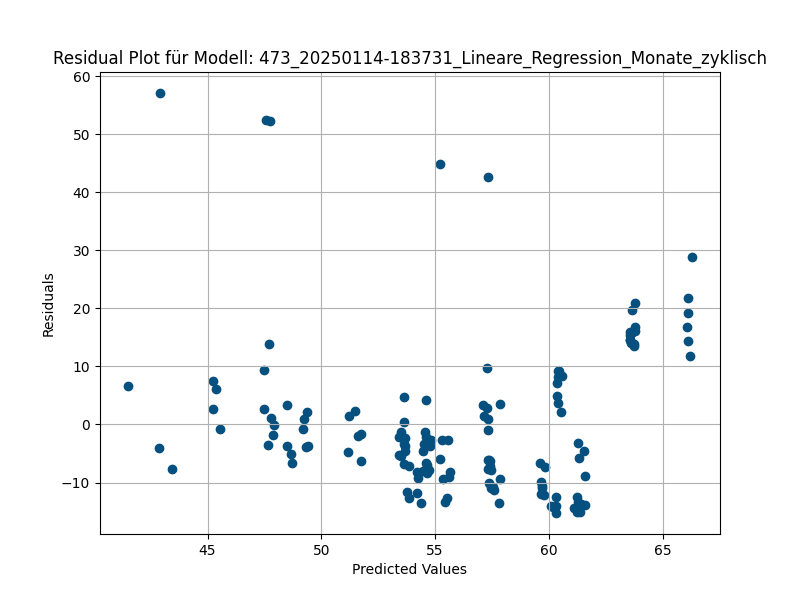 Residual Plot für Modell: 473_20250114-183731_Lineare_Regression_Monate_zyklisch
60
50
40
30
20
10
0
−10
Residuals
45 50 55 60 65
Predicted Values